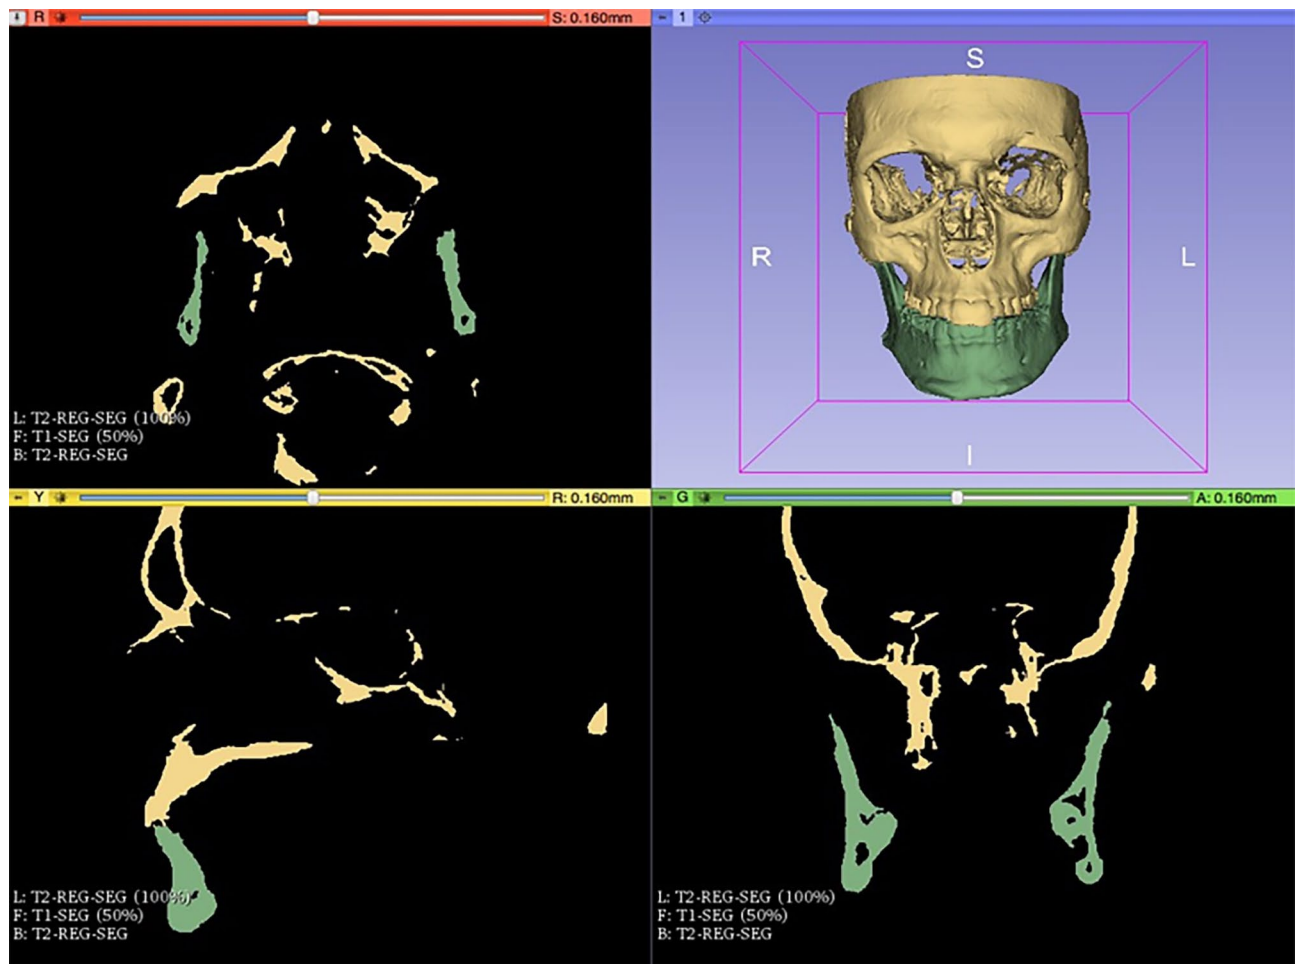 R S: 0.160mm
L: T2-REG-SEG (100%)
F: T1-SEG (50%)
B: T2-REG-SEG
1
S
R
L
I
Y R: 0.160mm
L: T2-REG-SEG (100%)
F: T1-SEG (50%)
B: T2-REG-SEG
G A: 0.160mm
L: T2-REG-SEG (100%)
F: T1-SEG (50%)
B: T2-REG-SEG